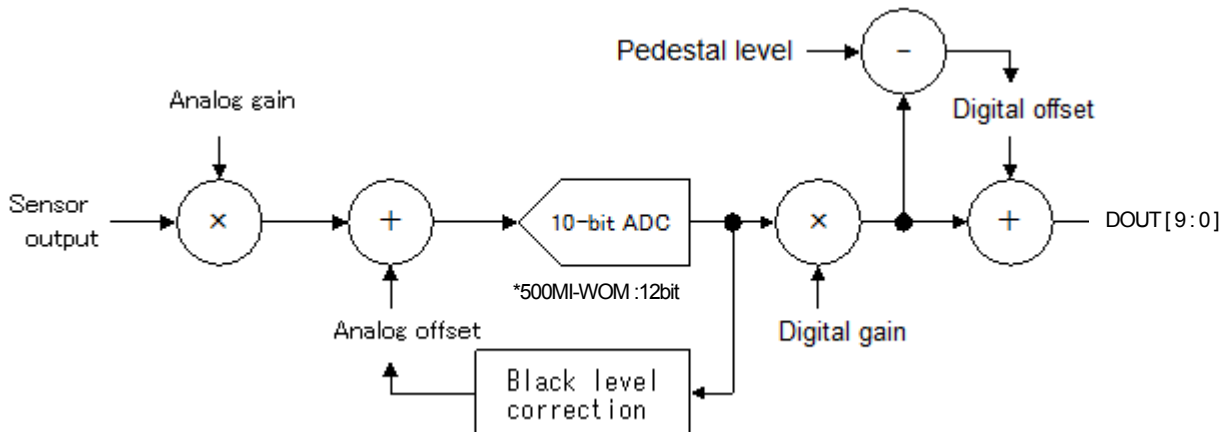 Pedestal level
-
Analog gain
Digital offset
Sensor
output
×
+
10-bit ADC
×
+
DOUT[9:0]
*500MI-WOM :12bit
Analog offset
Digital gain
Black level
correction